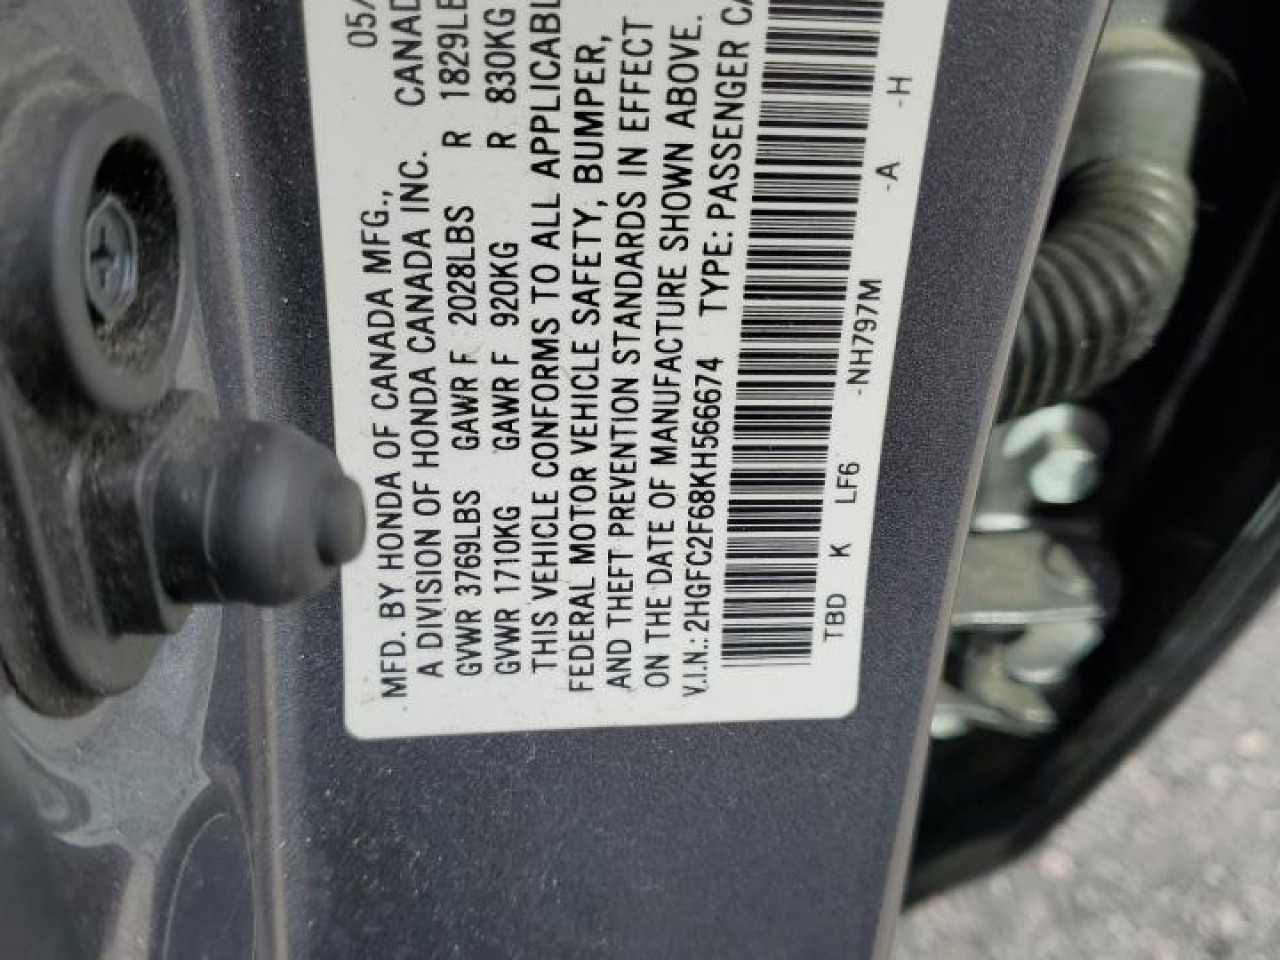 MFD. BY HONDA OF CANADA MFG., 05/
A DIVISION OF HONDA CANADA INC. CANAD
GVWR 3769LBS GAWR F 2028LBS R 1829LB
GVWR 1710KG GAWR F 920KG R 830KG
THIS VEHICLE CONFORMS TO ALL APPLICABL
FEDERAL MOTOR VEHICLE SAFETY, BUMPER,
AND THEFT PREVENTION STANDARDS IN EFFECT
ON THE DATE OF MANUFACTURE SHOWN ABOVE.
V.I.N.: 2HGFC2F68KH566674 TYPE: PASSENGER CA
TBD K LF6 -NH797M -A -H